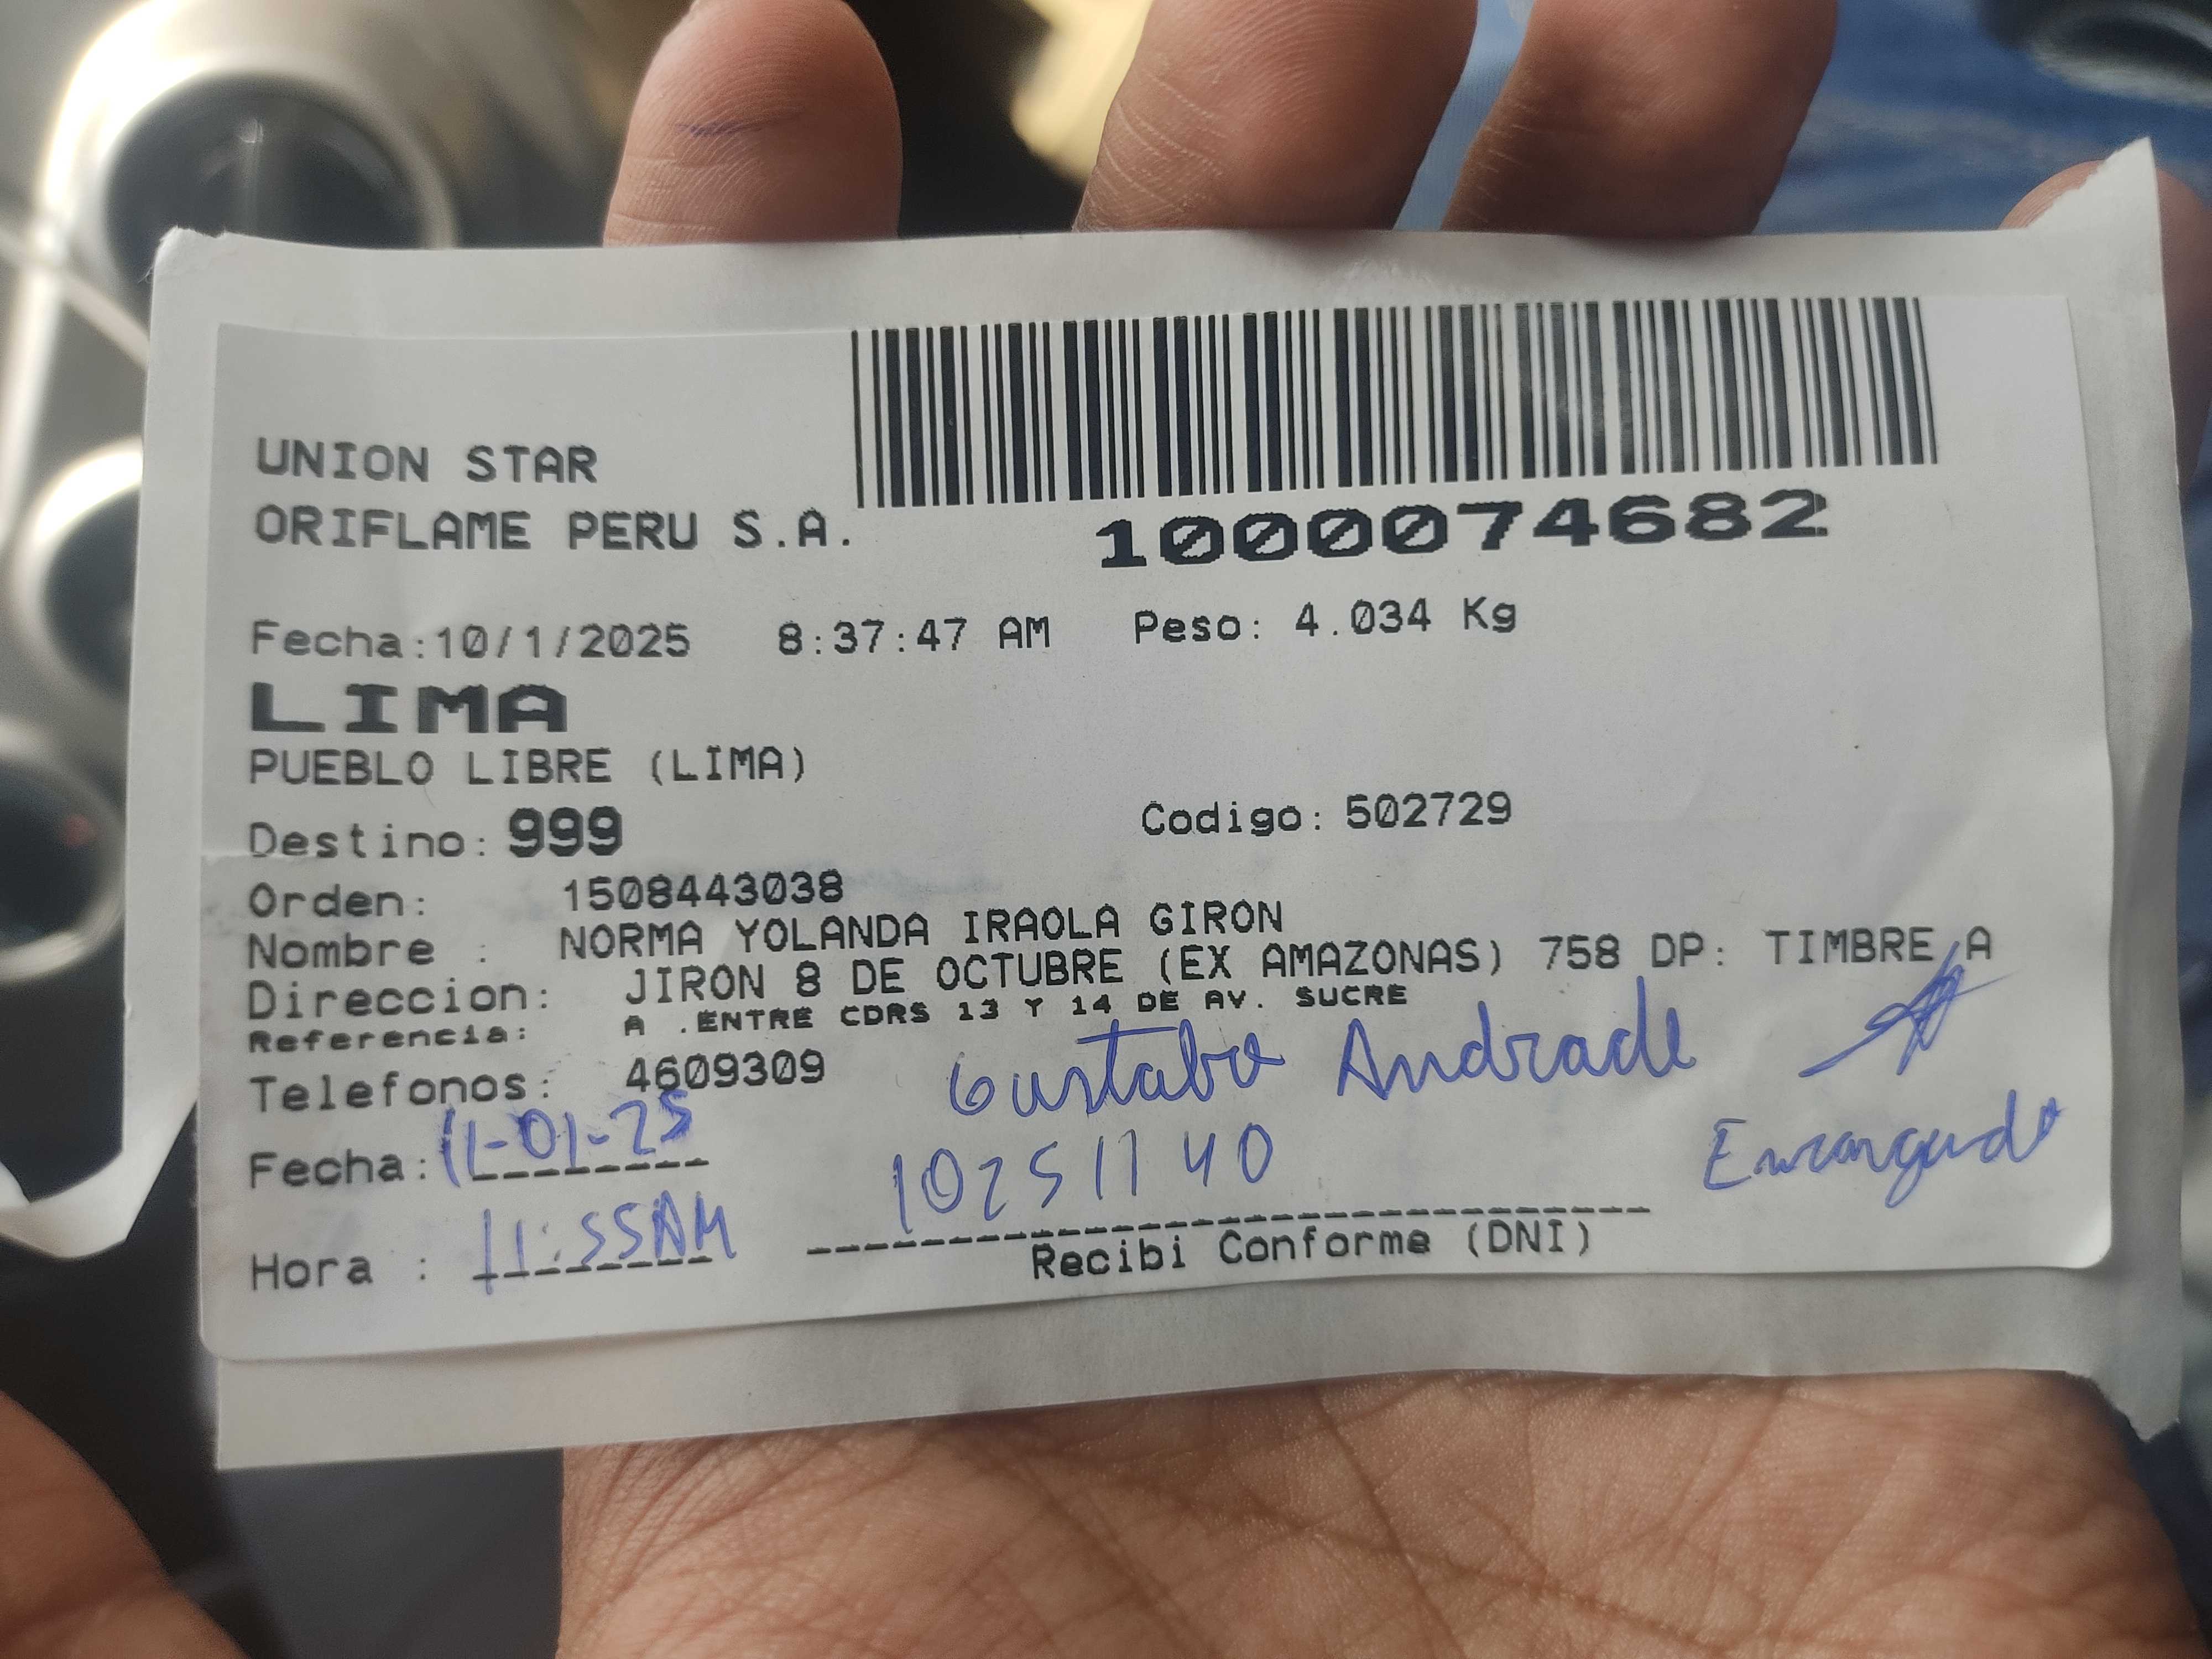 UNION STAR
ORIFLAME PERU S.A.
1000074682
Fecha:10/1/2025 8:37:47 AM Peso: 4.034 Kg
LIMA
PUEBLO LIBRE (LIMA)
Destino: 999 Codigo: 502729
Orden: 1508443038
Nombre : NORMA YOLANDA IRAOLA GIRON
Direccion: JIRON 8 DE OCTUBRE (EX AMAZONAS) 758 DP: TIMBRE A
Referencia: A .ENTRE CDRS 13 Y 14 DE AV. SUCRE
Telefonos: 4609309 Gustabo Andrade
Fecha: 11-01-25 10251140 Encargado
Hora : 11:55AM
Recibi Conforme (DNI)